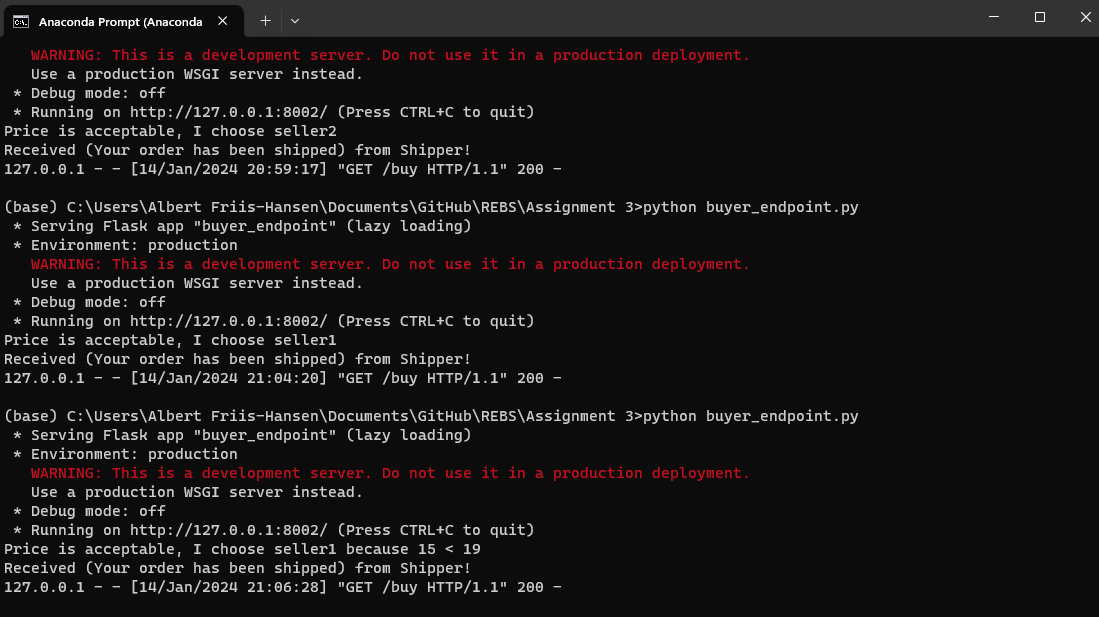 Anaconda Prompt (Anaconda
WARNING: This is a development server. Do not use it in a production deployment.
Use a production WSGI server instead.
* Debug mode: off
* Running on http://127.0.0.1:8002/ (Press CTRL+C to quit)
Price is acceptable, I choose seller2
Received (Your order has been shipped) from Shipper!
127.0.0.1 - - [14/Jan/2024 20:59:17] "GET /buy HTTP/1.1" 200 -
(base) C:\Users\Albert Friis-Hansen\Documents\GitHub\REBS\Assignment 3>python buyer_endpoint.py
* Serving Flask app "buyer_endpoint" (lazy loading)
* Environment: production
WARNING: This is a development server. Do not use it in a production deployment.
Use a production WSGI server instead.
* Debug mode: off
* Running on http://127.0.0.1:8002/ (Press CTRL+C to quit)
Price is acceptable, I choose seller1
Received (Your order has been shipped) from Shipper!
127.0.0.1 - - [14/Jan/2024 21:04:20] "GET /buy HTTP/1.1" 200 -
(base) C:\Users\Albert Friis-Hansen\Documents\GitHub\REBS\Assignment 3>python buyer_endpoint.py
* Serving Flask app "buyer_endpoint" (lazy loading)
* Environment: production
WARNING: This is a development server. Do not use it in a production deployment.
Use a production WSGI server instead.
* Debug mode: off
* Running on http://127.0.0.1:8002/ (Press CTRL+C to quit)
Price is acceptable, I choose seller1 because 15 < 19
Received (Your order has been shipped) from Shipper!
127.0.0.1 - - [14/Jan/2024 21:06:28] "GET /buy HTTP/1.1" 200 -